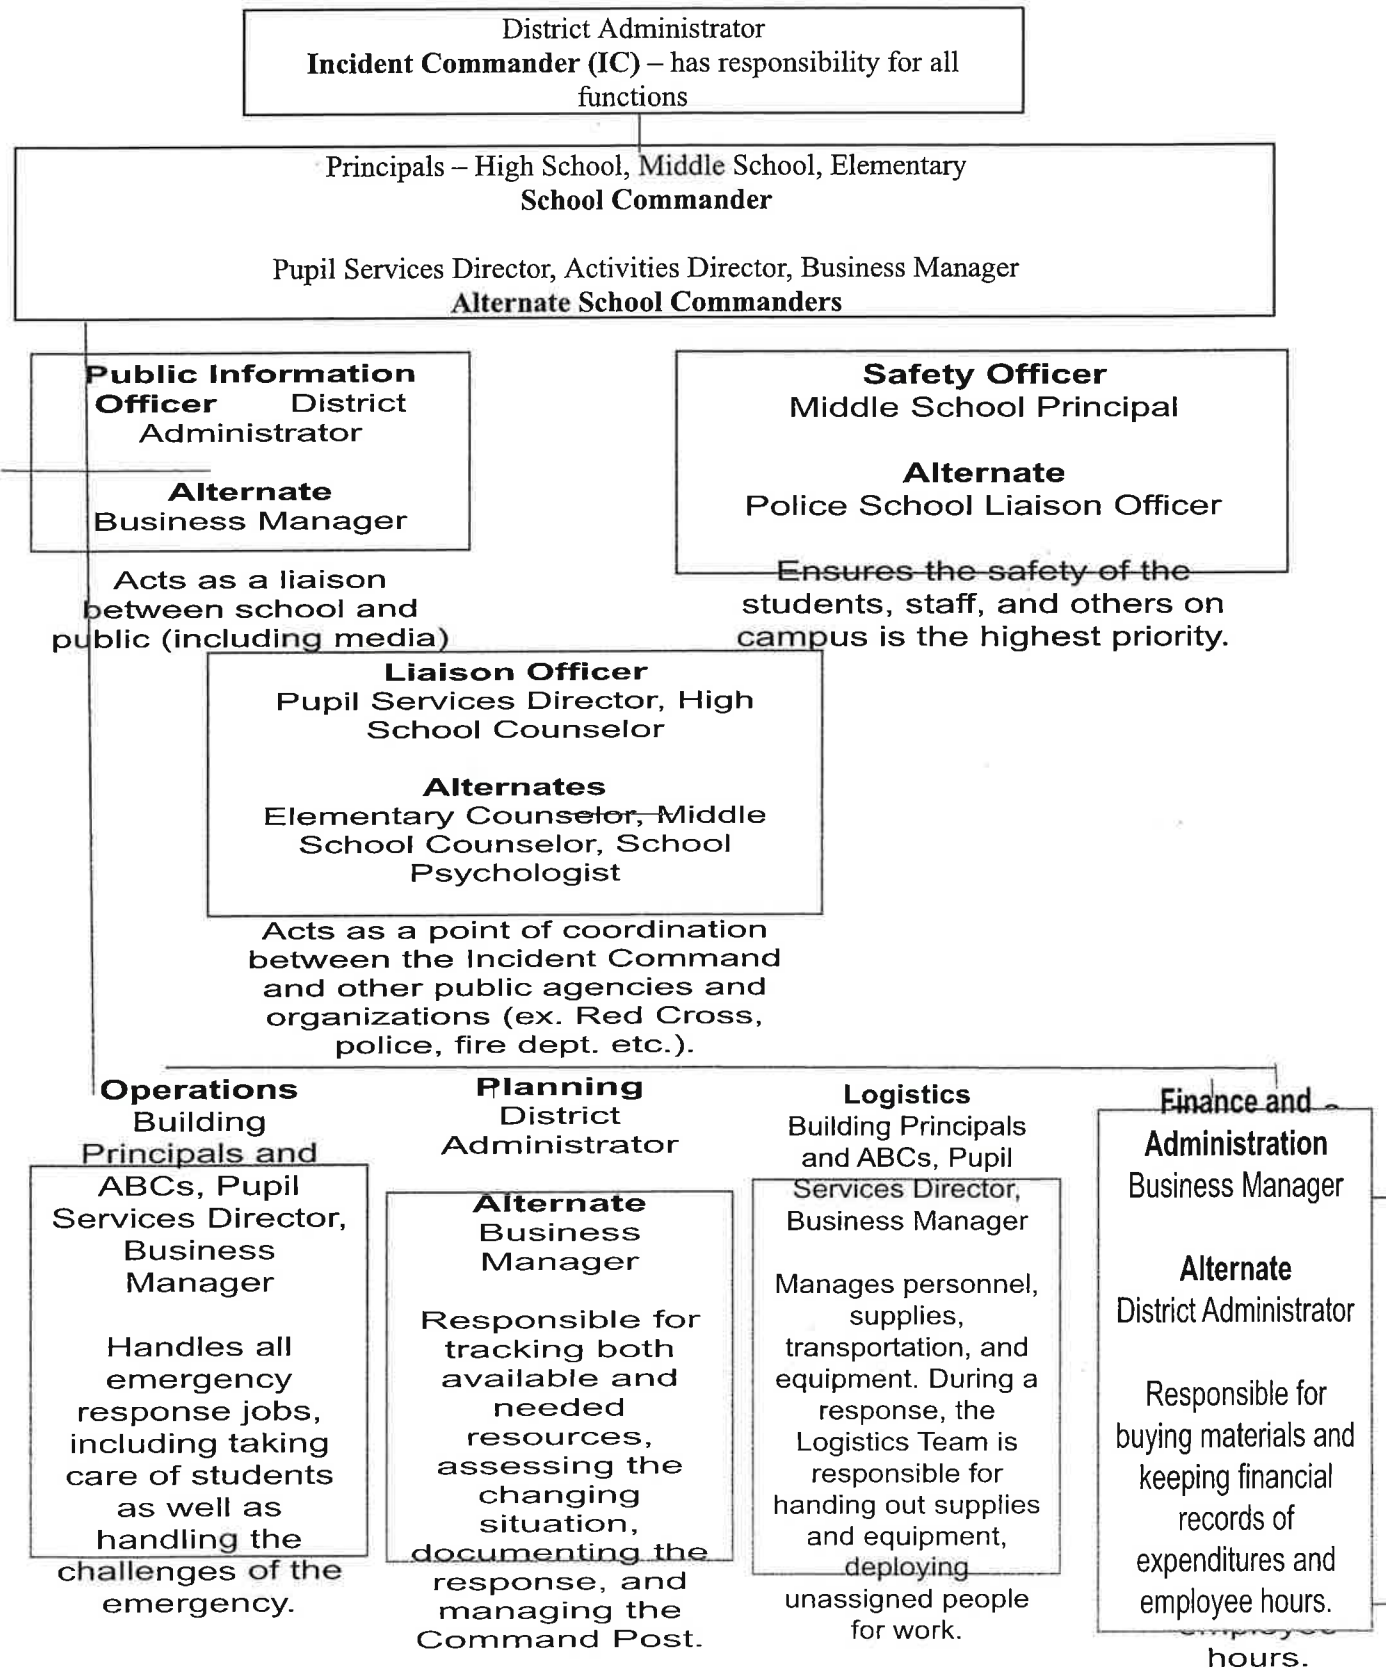 District Administrator
Incident Commander (IC) – has responsibility for all
functions
Principals – High School, Middle School, Elementary
School Commander
Pupil Services Director, Activities Director, Business Manager
Alternate School Commanders
Public Information
Officer District
Administrator
Alternate
Business Manager
Acts as a liaison
between school and
public (including media)
Safety Officer
Middle School Principal
Alternate
Police School Liaison Officer
Ensures the safety of the
students, staff, and others on
campus is the highest priority.
Liaison Officer
Pupil Services Director, High
School Counselor
Alternates
Elementary Counselor, Middle
School Counselor, School
Psychologist
Acts as a point of coordination
between the Incident Command
and other public agencies and
organizations (ex. Red Cross,
police, fire dept. etc.).
Operations
Building
Principals and
ABCs, Pupil
Services Director,
Business
Manager
Handles all
emergency
response jobs,
including taking
care of students
as well as
handling the
challenges of the
emergency.
Planning
District
Administrator
Alternate
Business
Manager
Responsible for
tracking both
available and
needed
resources,
assessing the
changing
situation,
documenting the
response, and
managing the
Command Post.
Logistics
Building Principals
and ABCs, Pupil
Services Director,
Business Manager
Manages personnel,
supplies,
transportation, and
equipment. During a
response, the
Logistics Team is
responsible for
handing out supplies
and equipment,
deploying
unassigned people
for work.
Finance and
Administration
Business Manager
Alternate
District Administrator
Responsible for
buying materials and
keeping financial
records of
expenditures and
employee hours.
hours.